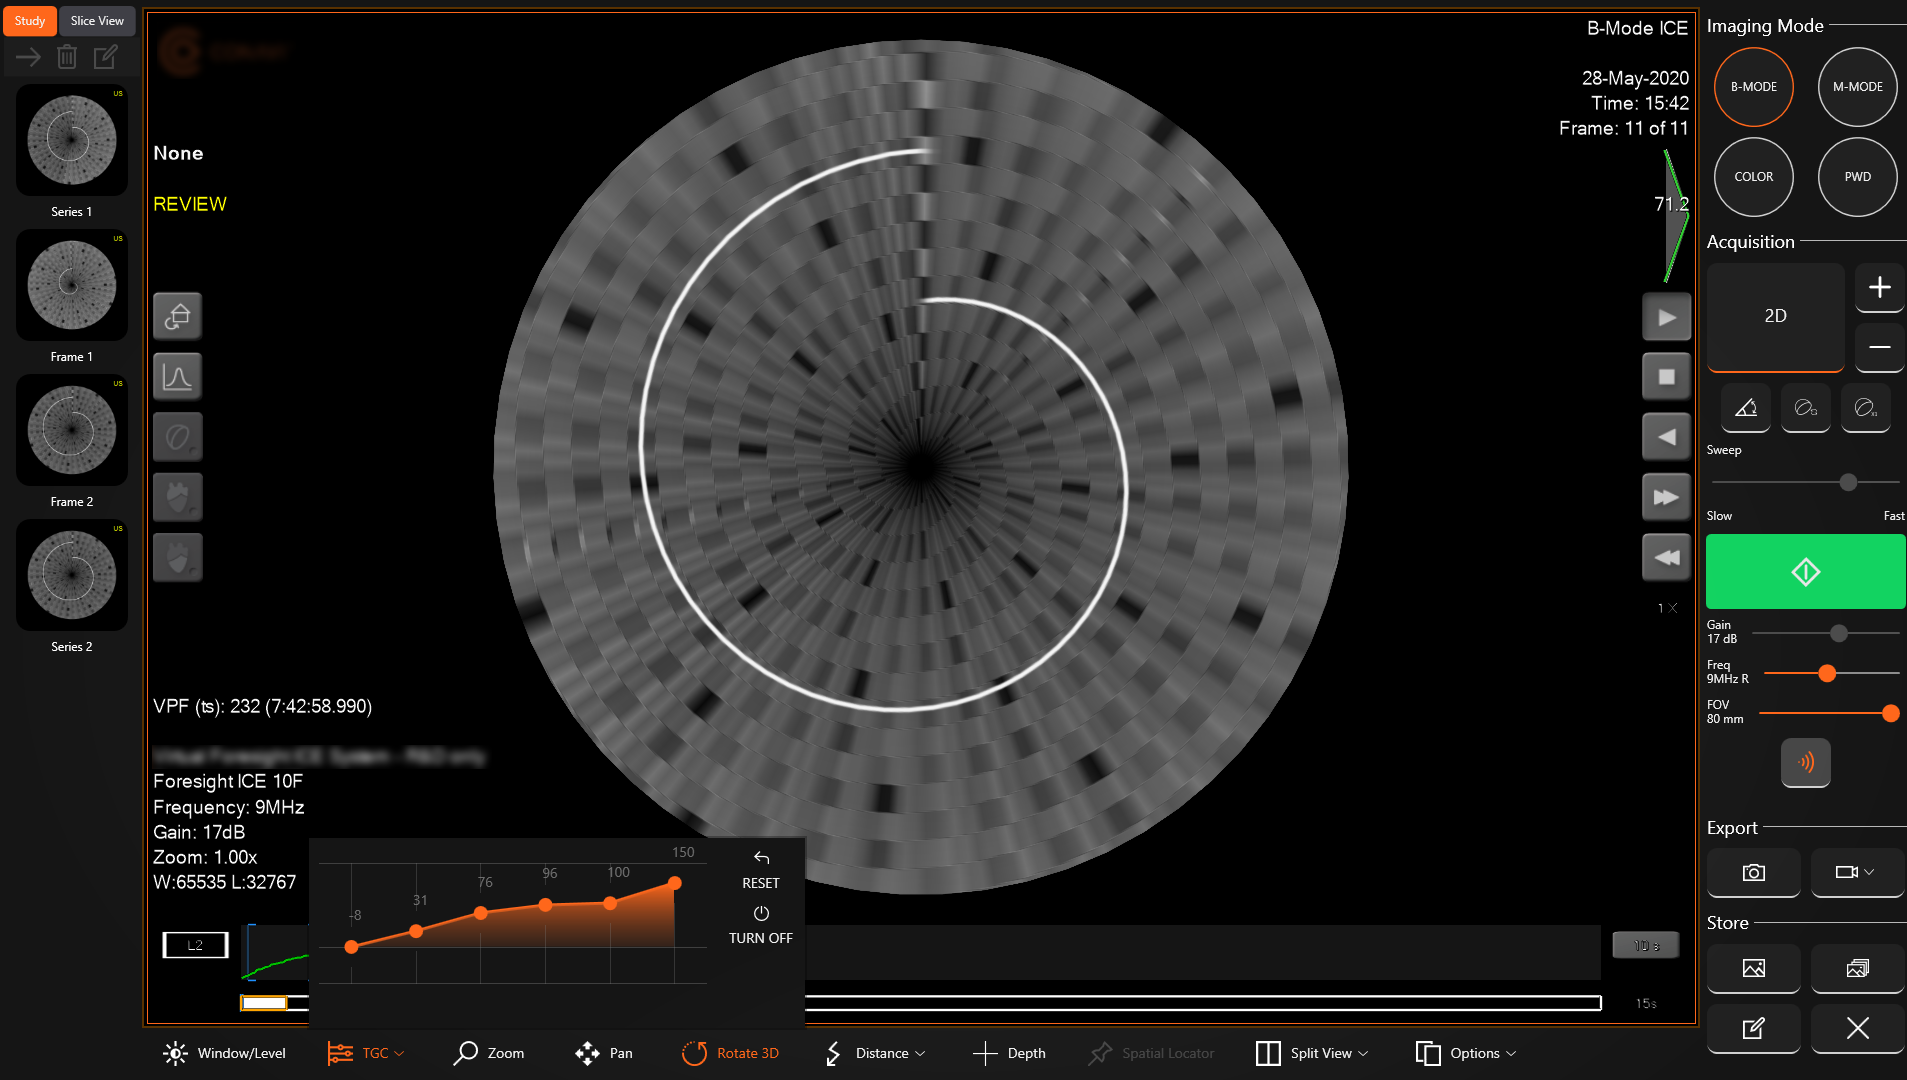 Study
Slice View
US
Series 1
US
Frame 1
US
Frame 2
US
Series 2
B-Mode ICE
28-May-2020
Time: 15:42
Frame: 11 of 11
None
REVIEW
71.2
1 X
VPF (ts): 232 (7:42:58.990)
Foresight ICE 10F
Frequency: 9MHz
Gain: 17dB
Zoom: 1.00x
W:65535 L:32767
-8
31
76
96
100
150
RESET
TURN OFF
L2
10 s
15s
Window/Level
TGC
Zoom
Pan
Rotate 3D
Distance
Depth
Spatial Locator
Split View
Options
Imaging Mode
B-MODE
M-MODE
COLOR
PWD
Acquisition
2D
Sweep
Slow
Fast
Gain
17 dB
Freq
9MHz R
FOV
80 mm
Export
Store